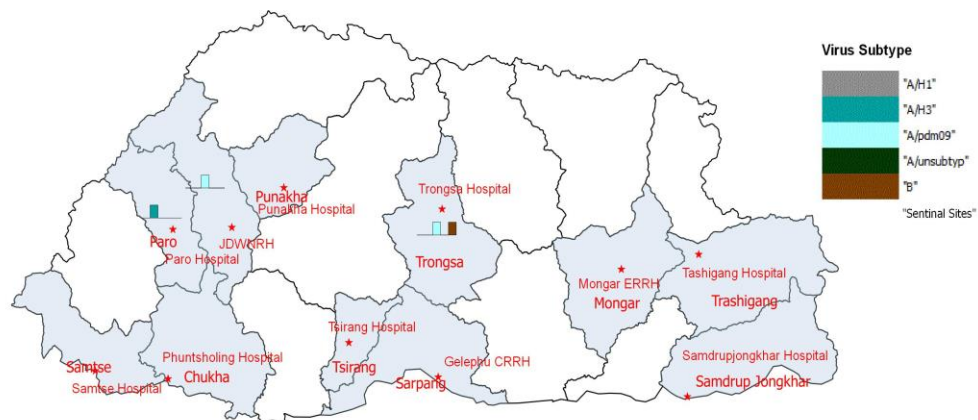 Virus Subtype
"A/H1"
"A/H3"
"A/pdm09"
"A/unsubtyp"
"B"
"Sentinal Sites"
Punakha
Punakha Hospital
Trongsa Hospital
Paro
JDWNRH
Paro Hospital
Trongsa
Mongar ERRH
Mongar
Tashigang Hospital
Trashigang
Tsirang Hospital
Phuntsholing Hospital
Samtse
Samtse Hospital
Chukha
Tsirang
Gelephu CRRH
Sarpang
Samdrupjongkhar Hospital
Samdrup Jongkhar